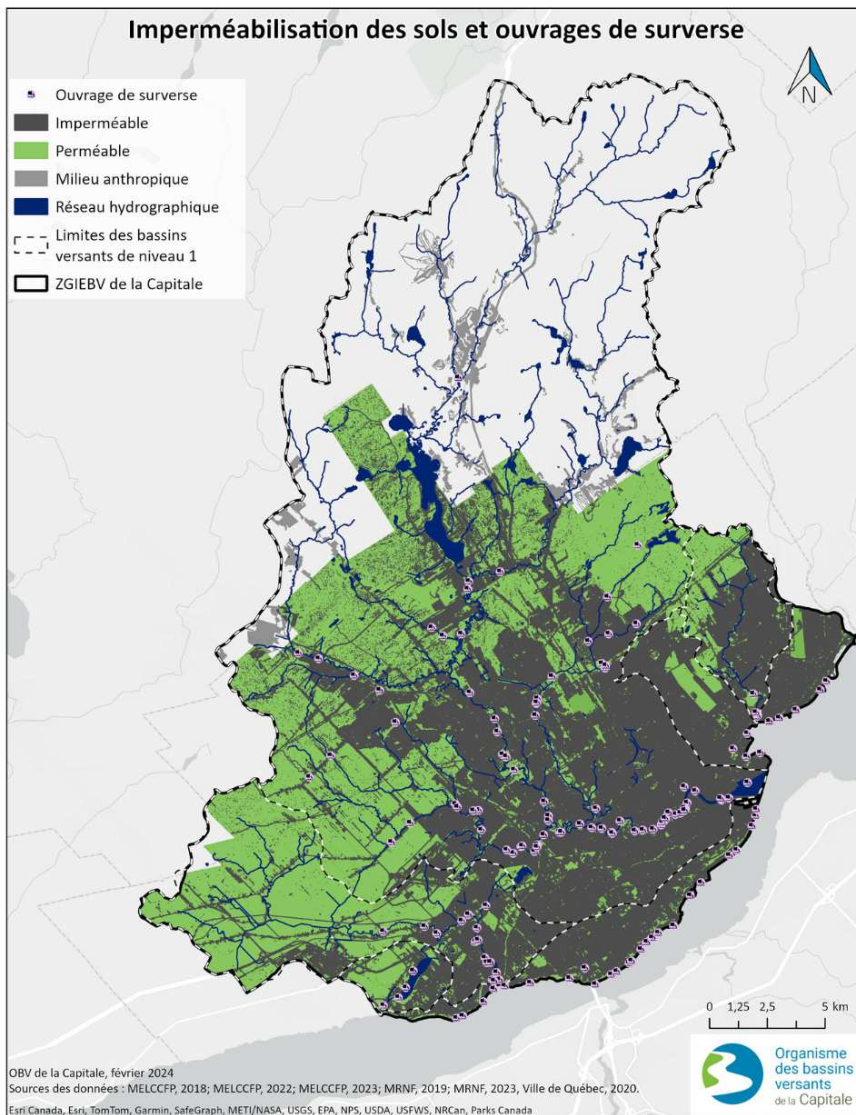 Imperméabilisation des sols et ouvrages de surverse
N
Ouvrage de surverse
Imperméable
Perméable
Milieu anthropique
Réseau hydrographique
Limites des bassins
versants de niveau 1
ZGIEBV de la Capitale
0 1,25 2,5 5 km
OBV de la Capitale, février 2024
Sources des données : MELCCFP, 2018; MELCCFP, 2022; MELCCFP, 2023; MRNF, 2019; MRNF, 2023, Ville de Québec, 2020.
Esri Canada, Esri, TomTom, Garmin, SafeGraph, METI/NASA, USGS, EPA, NPS, USDA, USFWS, NRCan, Parks Canada
Organisme
des bassins
versants
de la Capitale